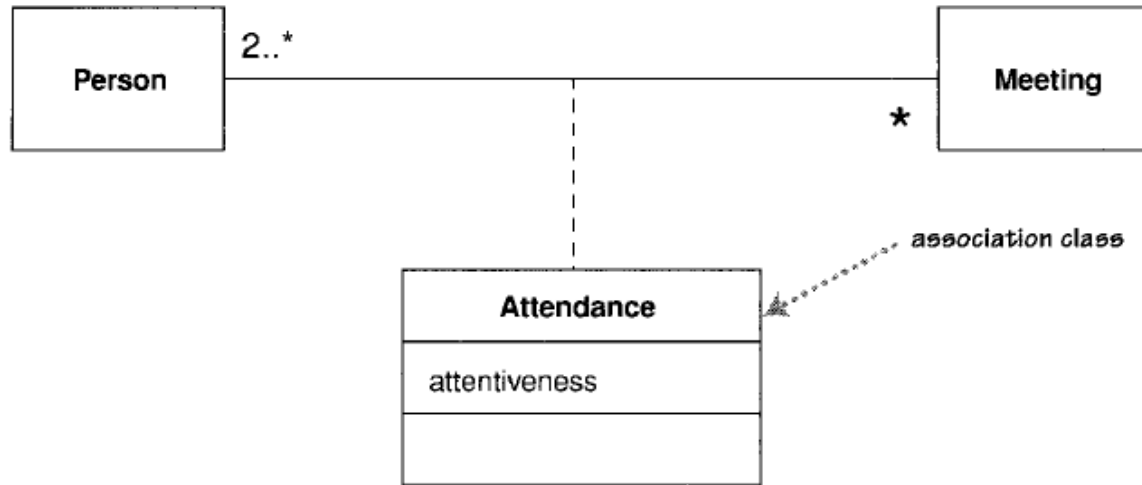 2..*
Person
Meeting
*
association class
Attendance
attentiveness